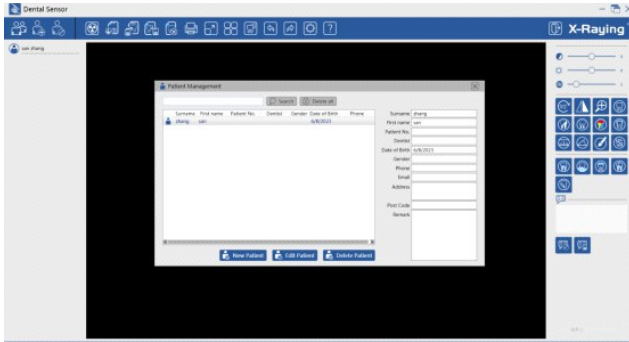 Dental Sensor
X-Raying
san zhang
Patient Management
Search
Delete all
Surname First name Patient No. Dentist Gender Date of Birth Phone
zhang san 6/8/2021
Surname zhang
First name san
Patient No.
Dentist
Date of Birth 6/8/2021
Gender
Phone
Email
Address
Post Code
Remark
New Patient
Edit Patient
Delete Patient